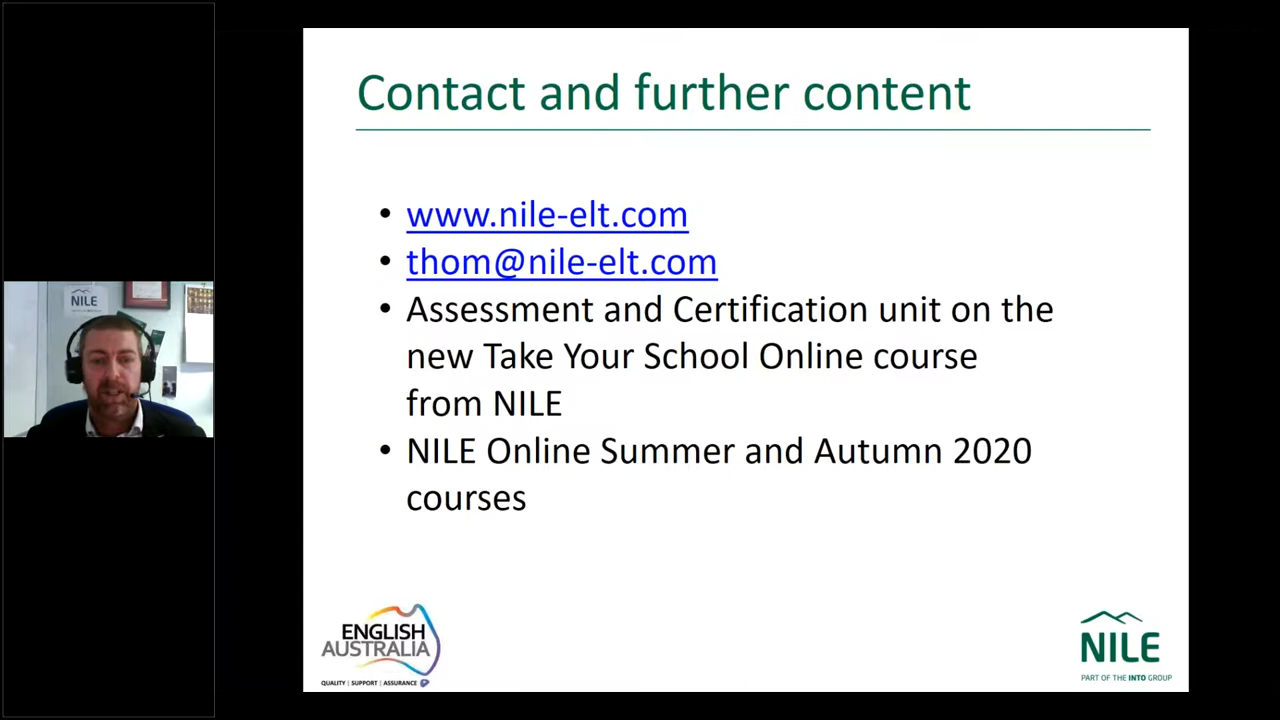 Contact and further content
• www.nile-elt.com
• thom@nile-elt.com
• Assessment and Certification unit on the
new Take Your School Online course
from NILE
• NILE Online Summer and Autumn 2020
courses
NILE
ENGLISH
AUSTRALIA
QUALITY | SUPPORT | ASSURANCE
NILE
PART OF THE INTO GROUP